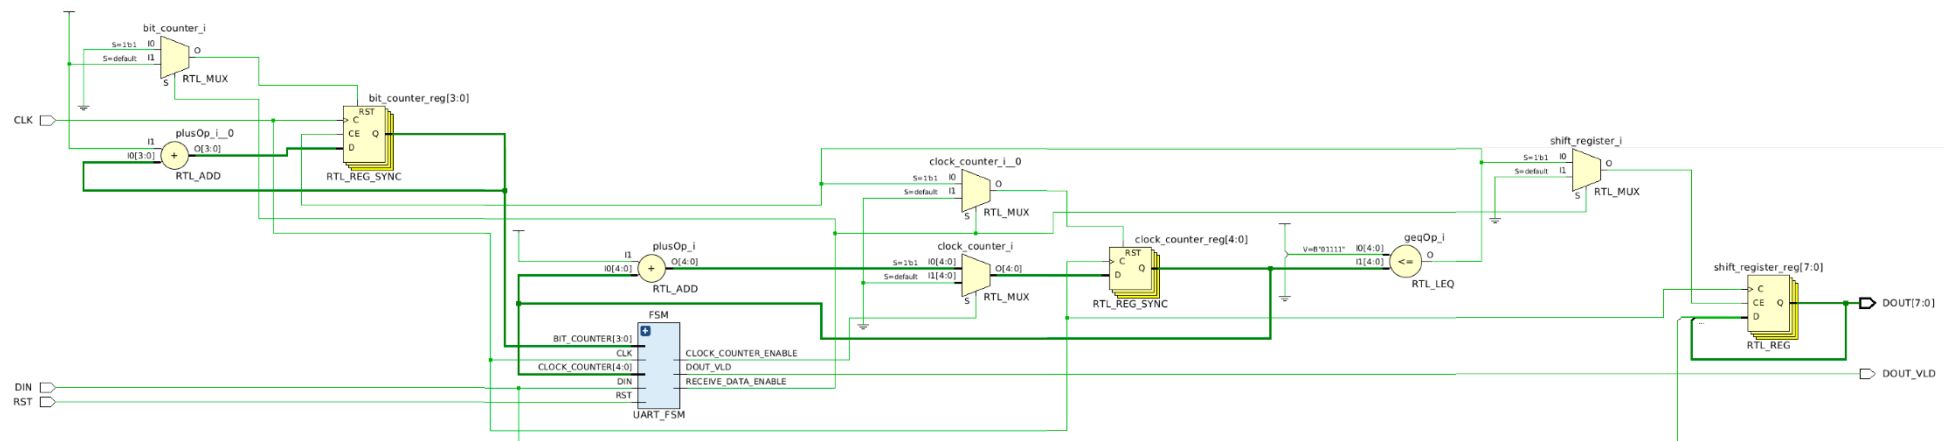 bit_counter_i
S=1'b1 I0
S=default I1
O
S
RTL_MUX
bit_counter_reg[3:0]
RST
CLK
C
CE Q
D
RTL_REG_SYNC
plusOp_i__0
I1
I0[3:0]
+
O[3:0]
RTL_ADD
clock_counter_i__0
S=1'b1 I0
S=default I1
O
S
RTL_MUX
shift_register_i
S=1'b1 I0
S=default I1
O
S
RTL_MUX
plusOp_i
I1
I0[4:0]
+
O[4:0]
RTL_ADD
clock_counter_i
S=1'b1 I0[4:0]
S=default I1[4:0]
O[4:0]
S
RTL_MUX
clock_counter_reg[4:0]
RST
C
D Q
RTL_REG_SYNC
geqOp_i
V=B"01111" I0[4:0]
I1[4:0]
<=
O
RTL_LEQ
shift_register_reg[7:0]
C
CE Q
D
...
RTL_REG
DOUT[7:0]
FSM
+
BIT_COUNTER[3:0]
CLK
CLOCK_COUNTER[4:0]
DIN
RST
CLOCK_COUNTER_ENABLE
DOUT_VLD
RECEIVE_DATA_ENABLE
UART_FSM
DIN
RST
DOUT_VLD